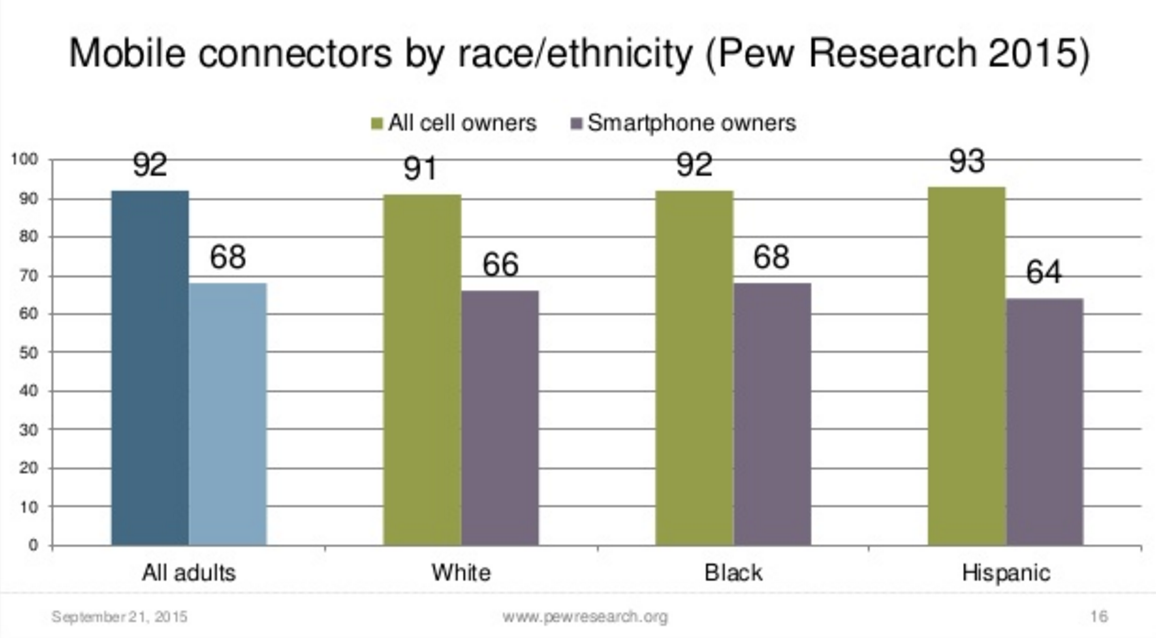 Mobile connectors by race/ethnicity (Pew Research 2015)
All cell owners Smartphone owners
100
90
80
70
60
50
40
30
20
10
0
92 68 91 66 92 68 93 64
All adults White Black Hispanic
September 21, 2015 www.pewresearch.org 16